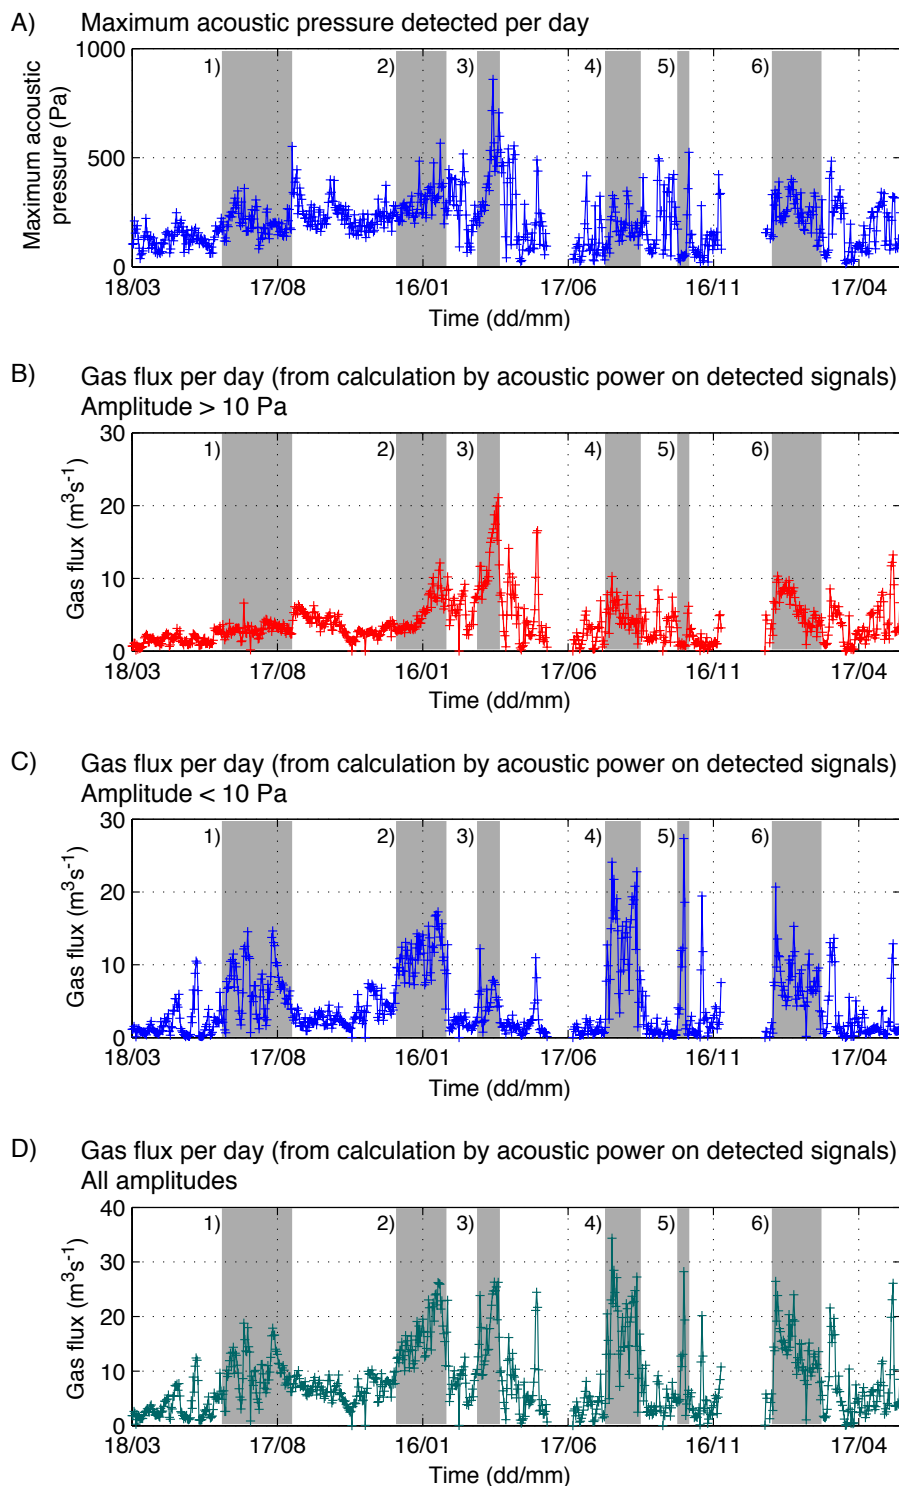 A) Maximum acoustic pressure detected per day
Maximum acoustic
pressure (Pa)
1000
500
0
1) 2) 3) 4) 5) 6)
18/03 17/08 16/01 17/06 16/11 17/04
Time (dd/mm)
B) Gas flux per day (from calculation by acoustic power on detected signals)
Amplitude > 10 Pa
Gas flux (m³s⁻¹)
30
20
10
0
1) 2) 3) 4) 5) 6)
18/03 17/08 16/01 17/06 16/11 17/04
Time (dd/mm)
C) Gas flux per day (from calculation by acoustic power on detected signals)
Amplitude < 10 Pa
Gas flux (m³s⁻¹)
30
20
10
0
1) 2) 3) 4) 5) 6)
18/03 17/08 16/01 17/06 16/11 17/04
Time (dd/mm)
D) Gas flux per day (from calculation by acoustic power on detected signals)
All amplitudes
Gas flux (m³s⁻¹)
40
30
20
10
0
1) 2) 3) 4) 5) 6)
18/03 17/08 16/01 17/06 16/11 17/04
Time (dd/mm)